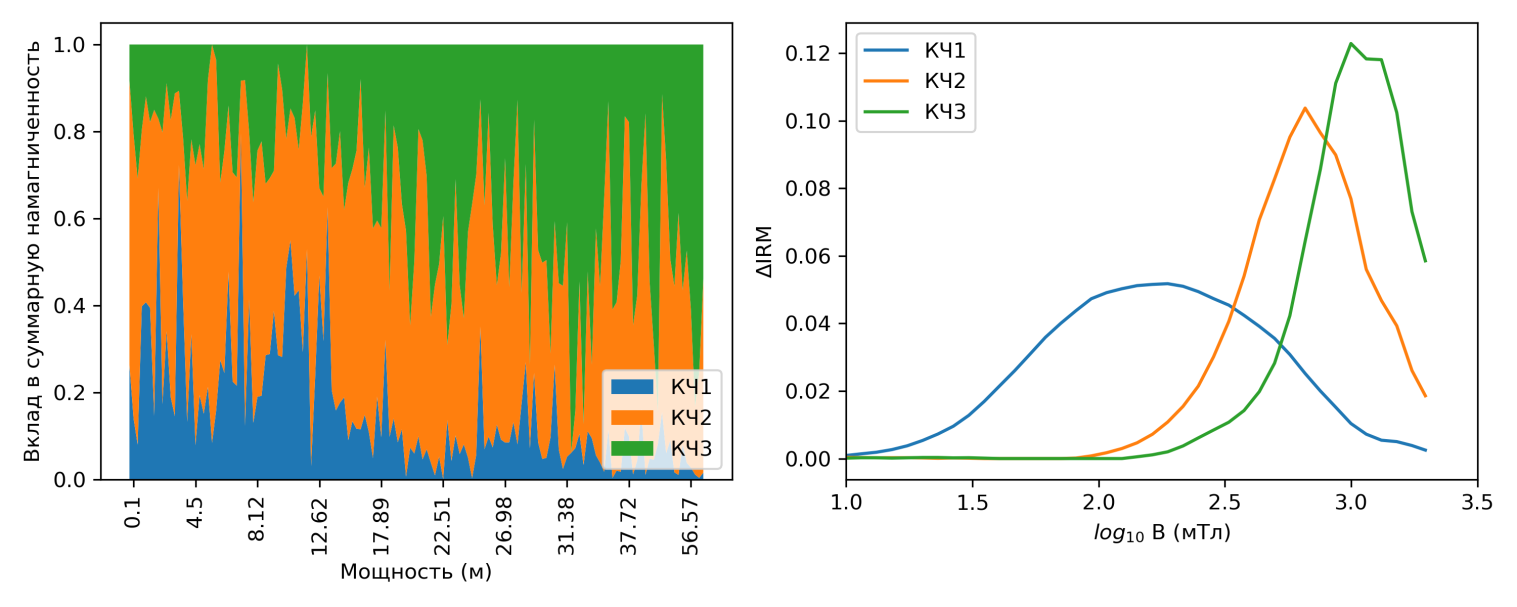 Вклад в суммарную намагниченность
1.0
0.8
0.6
0.4
0.2
0.0
КЧ1
КЧ2
КЧ3
0.1
4.5
8.12
12.62
17.89
22.51
26.98
31.38
37.72
56.57
Мощность (м)
ΔIRM
0.12
0.10
0.08
0.06
0.04
0.02
0.00
КЧ1
КЧ2
КЧ3
1.0 1.5 2.0 2.5 3.0 3.5
log₁₀ В (мТл)